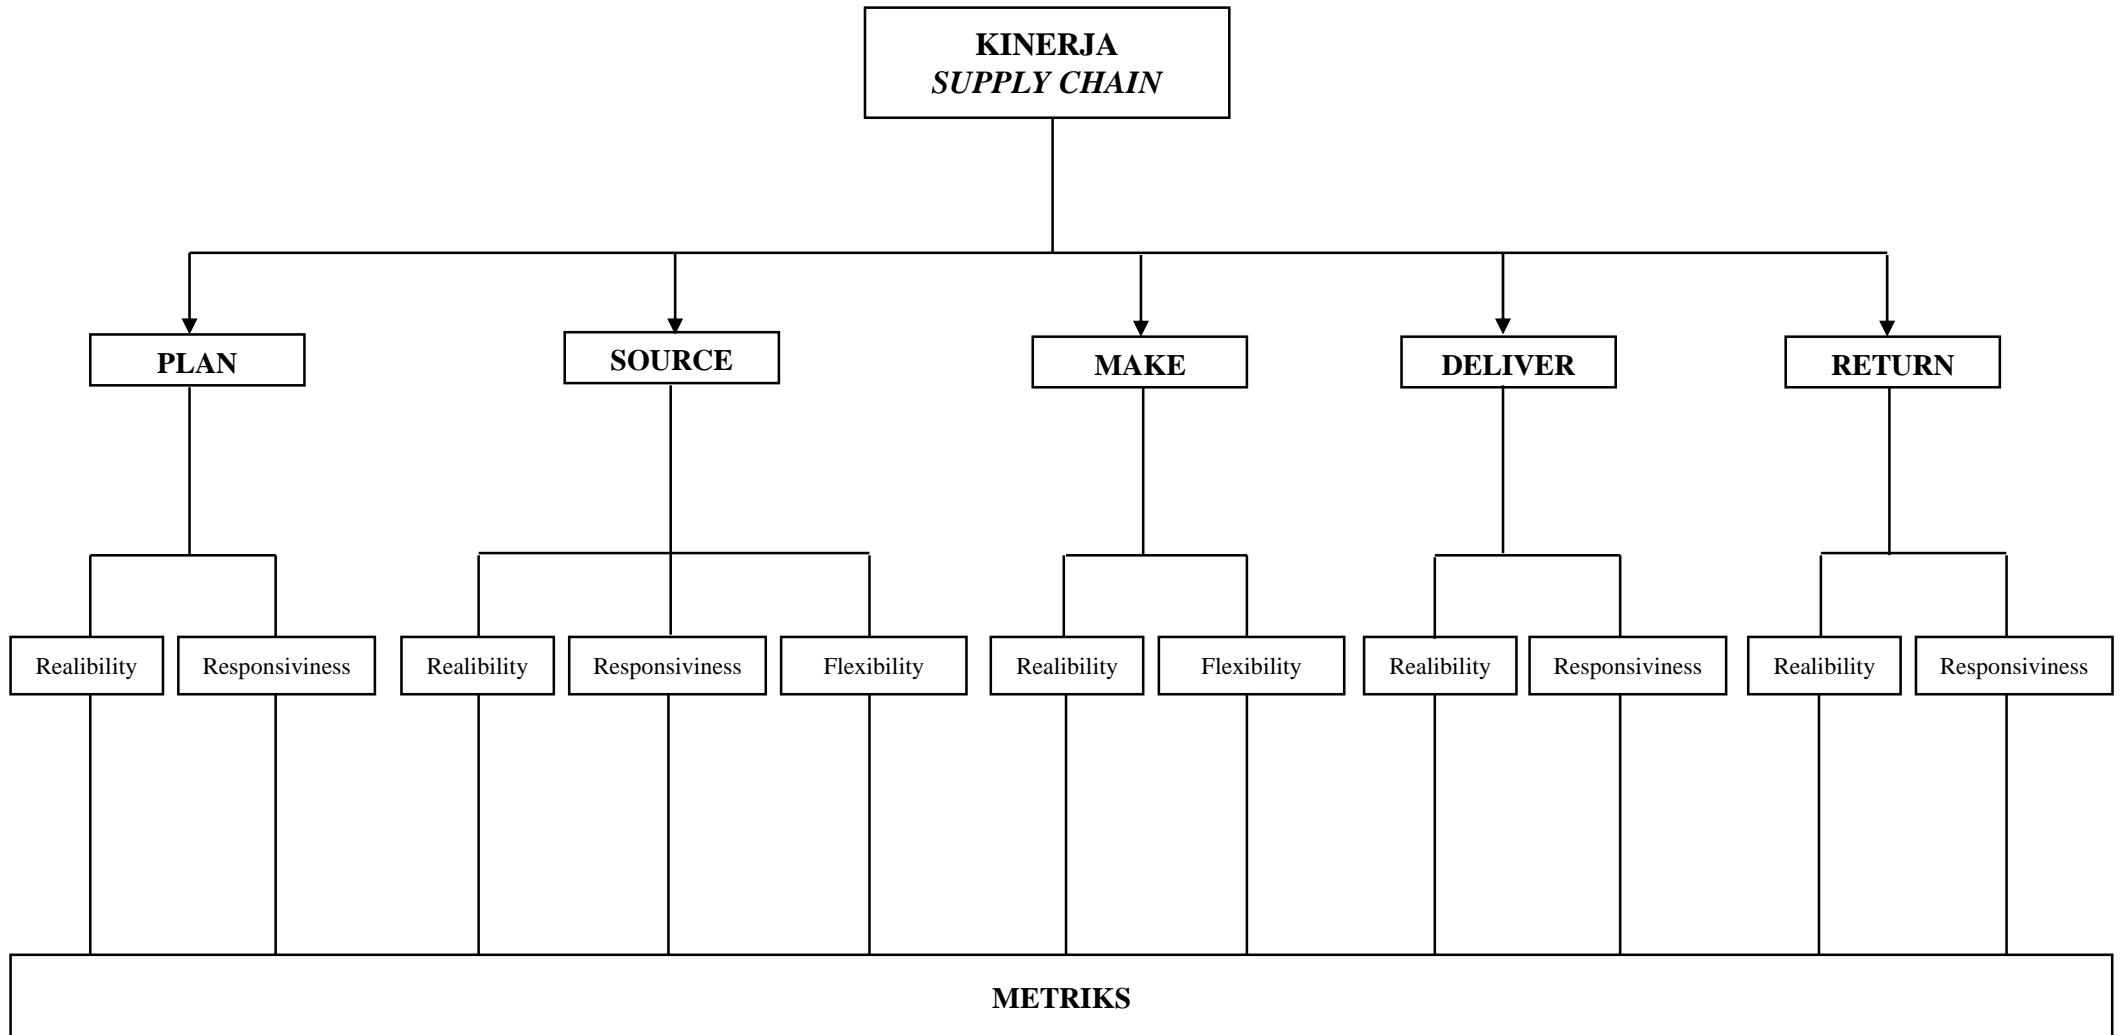 KINERJA
SUPPLY CHAIN
PLAN
SOURCE
MAKE
DELIVER
RETURN
Realibility
Responsiviness
Realibility
Responsiviness
Flexibility
Realibility
Flexibility
Realibility
Responsiviness
Realibility
Responsiviness
METRIKS